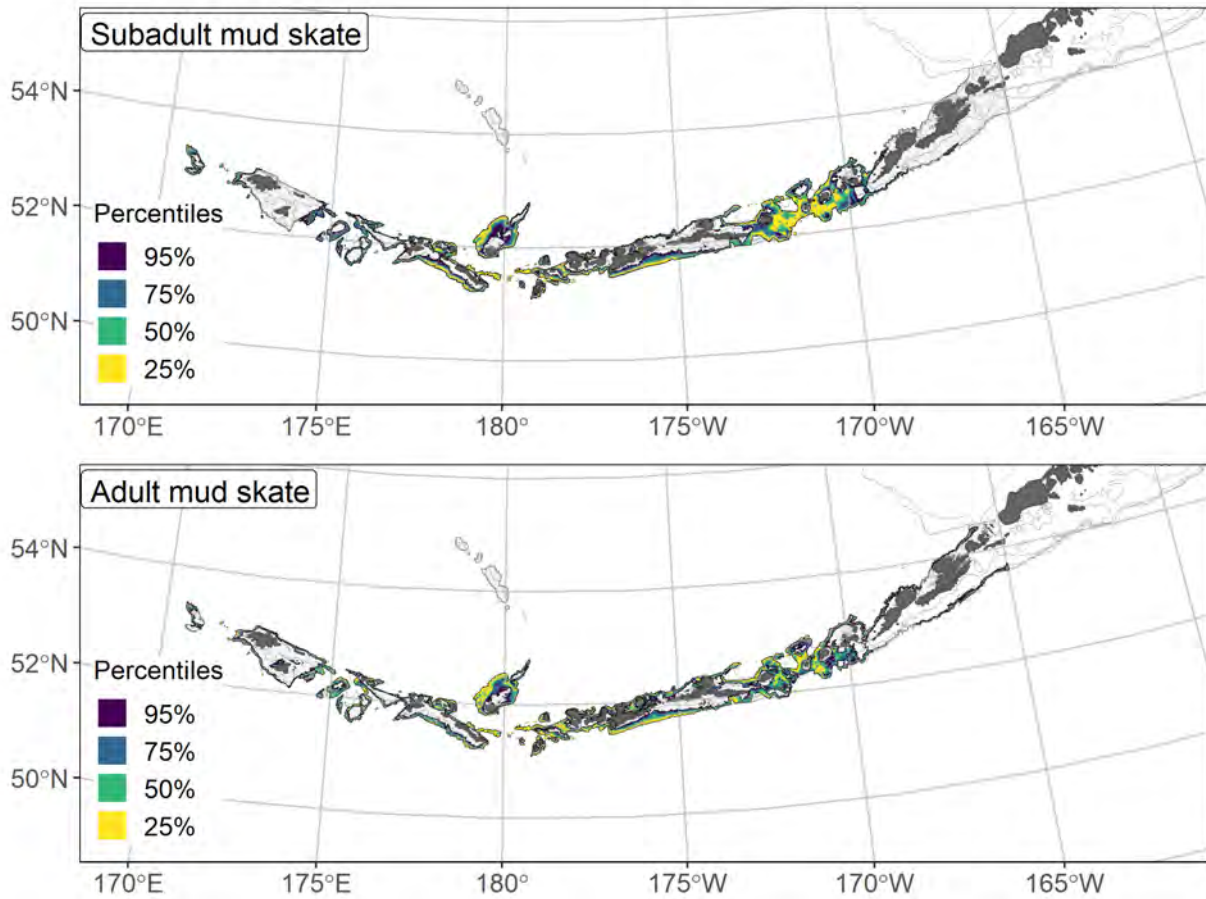 Subadult mud skate
54°N
52°N
50°N
Percentiles
95%
75%
50%
25%
170°E 175°E 180° 175°W 170°W 165°W
Adult mud skate
54°N
52°N
50°N
Percentiles
95%
75%
50%
25%
170°E 175°E 180° 175°W 170°W 165°W